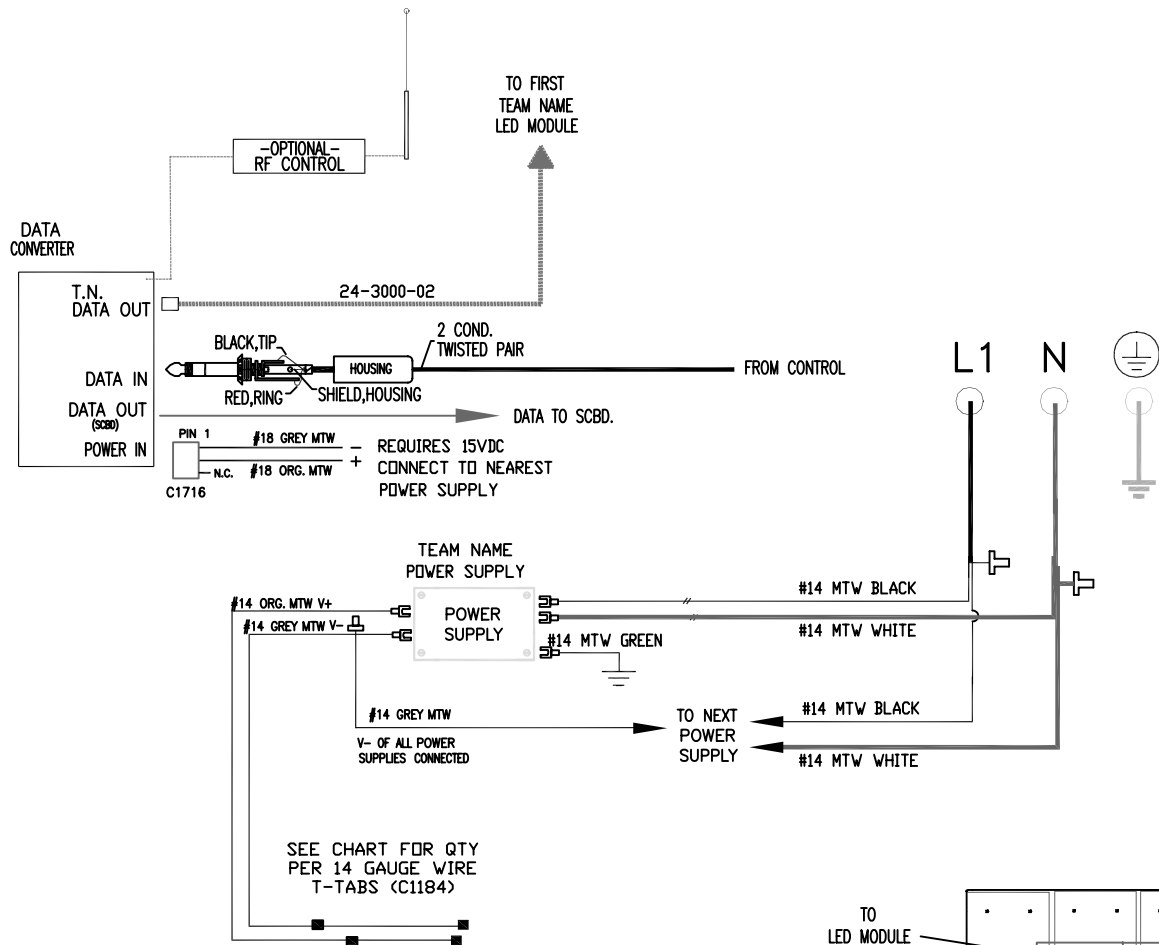 TO FIRST
TEAM NAME
LED MODULE
-OPTIONAL-
RF CONTROL
DATA
CONVERTER
T.N.
DATA OUT
24-3000-02
2 COND.
TWISTED PAIR
BLACK,TIP
HOUSING
FROM CONTROL
DATA IN
RED,RING
SHIELD,HOUSING
DATA OUT
(SCBD)
DATA TO SCBD.
POWER IN
PIN 1
#18 GREY MTW
-
#18 ORG. MTW
+
N.C.
C1716
REQUIRES 15VDC
CONNECT TO NEAREST
POWER SUPPLY
L1
N
TEAM NAME
POWER SUPPLY
POWER
SUPPLY
#14 ORG. MTW V+
#14 GREY MTW V-
#14 MTW BLACK
#14 MTW WHITE
#14 MTW GREEN
#14 GREY MTW
V- OF ALL POWER
SUPPLIES CONNECTED
TO NEXT
POWER
SUPPLY
#14 MTW BLACK
#14 MTW WHITE
SEE CHART FOR QTY
PER 14 GAUGE WIRE
T-TABS (C1184)
TO
LED MODULE